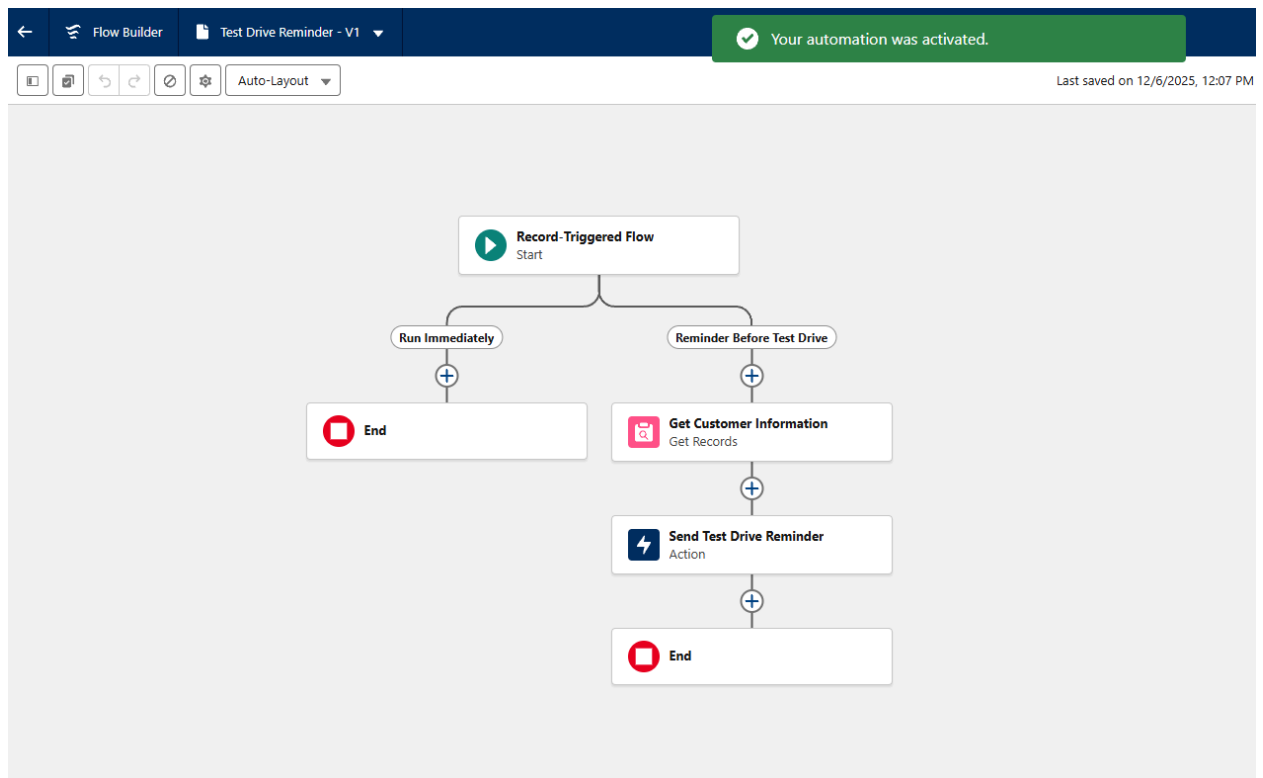 Flow Builder
Test Drive Reminder - V1
Your automation was activated.
Auto-Layout
Last saved on 12/6/2025, 12:07 PM
Record-Triggered Flow
Start
Run Immediately
Reminder Before Test Drive
End
Get Customer Information
Get Records
Send Test Drive Reminder
Action
End